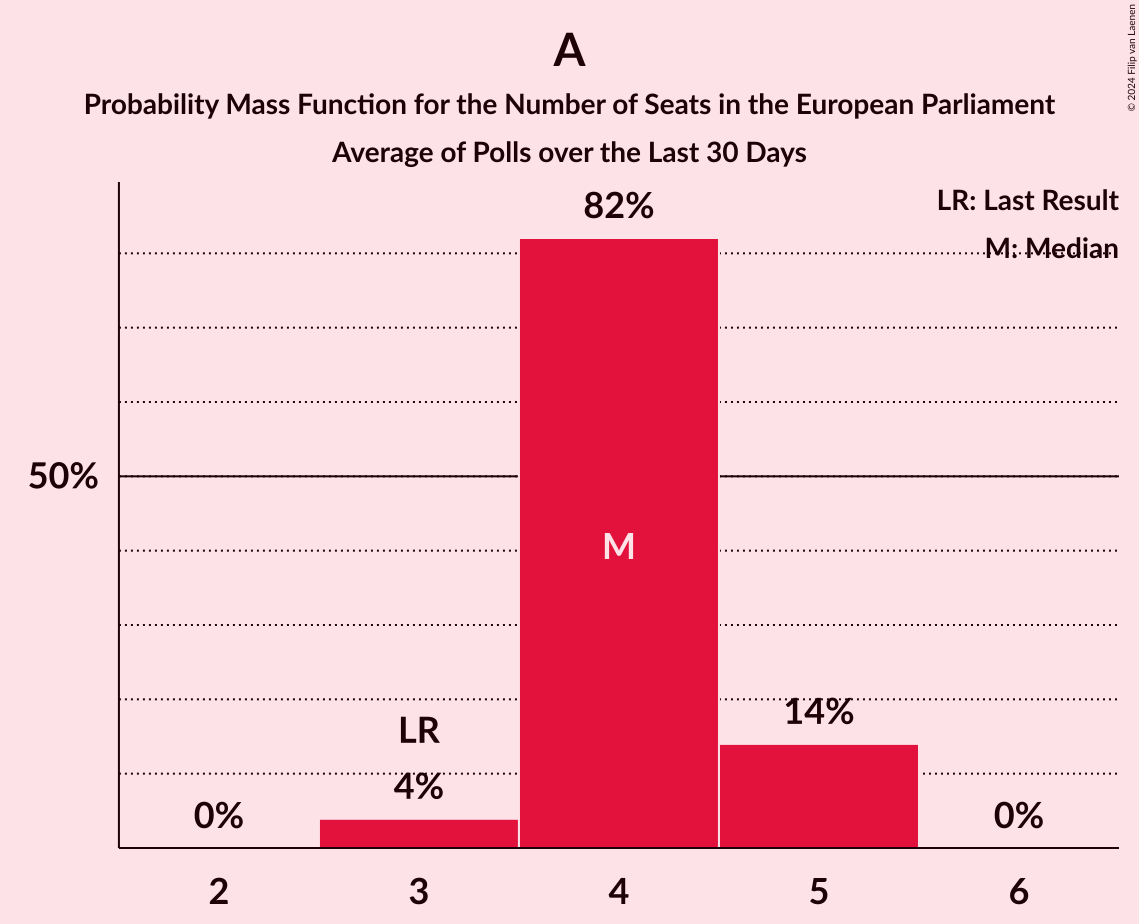 A
Probability Mass Function for the Number of Seats in the European Parliament
Average of Polls over the Last 30 Days
© 2024 Filip van Laenen
LR: Last Result
M: Median
82%
50%
M
14%
LR
4%
0%
0%
2 3 4 5 6